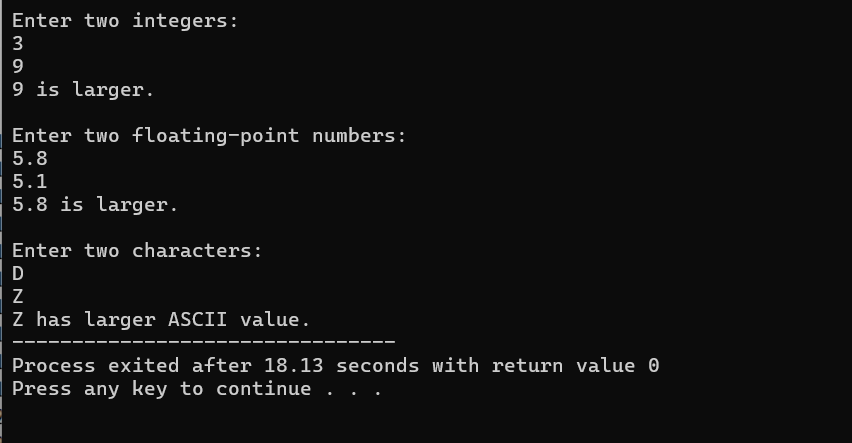 Enter two integers:
3
9
9 is larger.
Enter two floating-point numbers:
5.8
5.1
5.8 is larger.
Enter two characters:
D
Z
Z has larger ASCII value.
--------------------------------
Process exited after 18.13 seconds with return value 0
Press any key to continue . . .